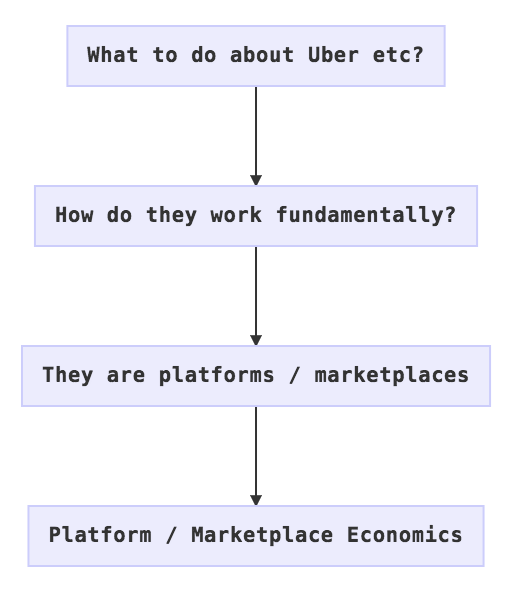 What to do about Uber etc?
How do they work fundamentally?
They are platforms / marketplaces
Platform / Marketplace Economics